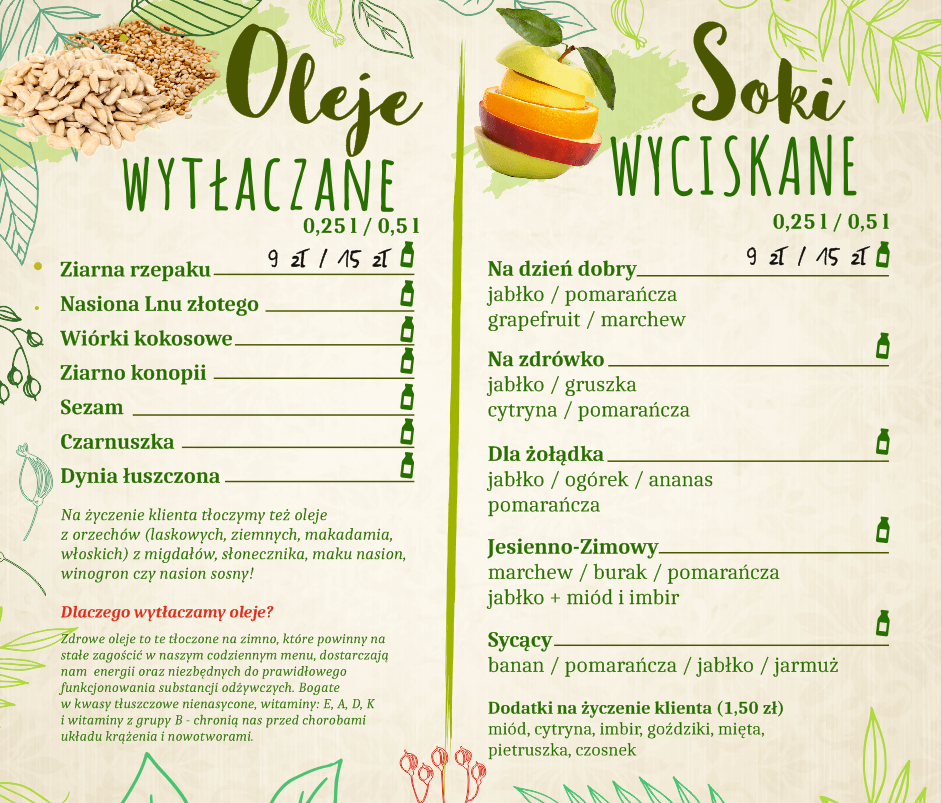 Oleje
WYTŁACZANE
0,25 l / 0,5 l
9 zł / 15 zł
Ziarna rzepaku
Nasiona Lnu złotego
Wiórki kokosowe
Ziarno konopii
Sezam
Czarnuszka
Dynia łuszczona
Na życzenie klienta tłoczymy też oleje
z orzechów (laskowych, ziemnych, makadamia,
włoskich) z migdałów, słonecznika, maku nasion,
winogron czy nasion sosny!
Dlaczego wytłaczamy oleje?
Zdrowe oleje to te tłoczone na zimno, które powinny na
stałe zagościć w naszym codziennym menu, dostarczają
nam energii oraz niezbędnych do prawidłowego
funkcjonowania substancji odżywczych. Bogate
w kwasy tłuszczowe nienasycone, witaminy: E, A, D, K
i witaminy z grupy B - chronią nas przed chorobami
układu krążenia i nowotworami.
Soki
WYCISKANE
0,25 l / 0,5 l
9 zł / 15 zł
Na dzień dobry
jabłko / pomarańcza
grapefruit / marchew
Na zdrówko
jabłko / gruszka
cytryna / pomarańcza
Dla żołądka
jabłko / ogórek / ananas
pomarańcza
Jesienno-Zimowy
marchew / burak / pomarańcza
jabłko + miód i imbir
Sycący
banan / pomarańcza / jabłko / jarmuż
Dodatki na życzenie klienta (1,50 zł)
miód, cytryna, imbir, goździki, mięta,
pietruszka, czosnek